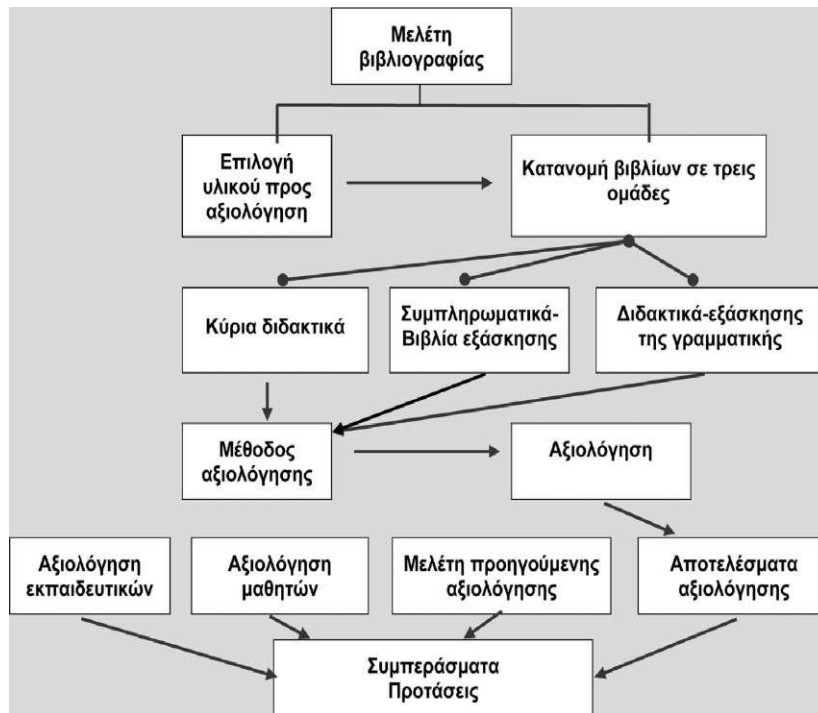 Μελέτη
βιβλιογραφίας
Επιλογή
υλικού προς
αξιολόγηση
Κατανομή βιβλίων σε τρεις
ομάδες
Κύρια διδακτικά
Συμπληρωματικά-
Βιβλία εξάσκησης
Διδακτικά-εξάσκησης
της γραμματικής
Μέθοδος
αξιολόγησης
Αξιολόγηση
Αξιολόγηση
εκπαιδευτικών
Αξιολόγηση
μαθητών
Μελέτη προηγούμενης
αξιολόγησης
Αποτελέσματα
αξιολόγησης
Συμπεράσματα
Προτάσεις